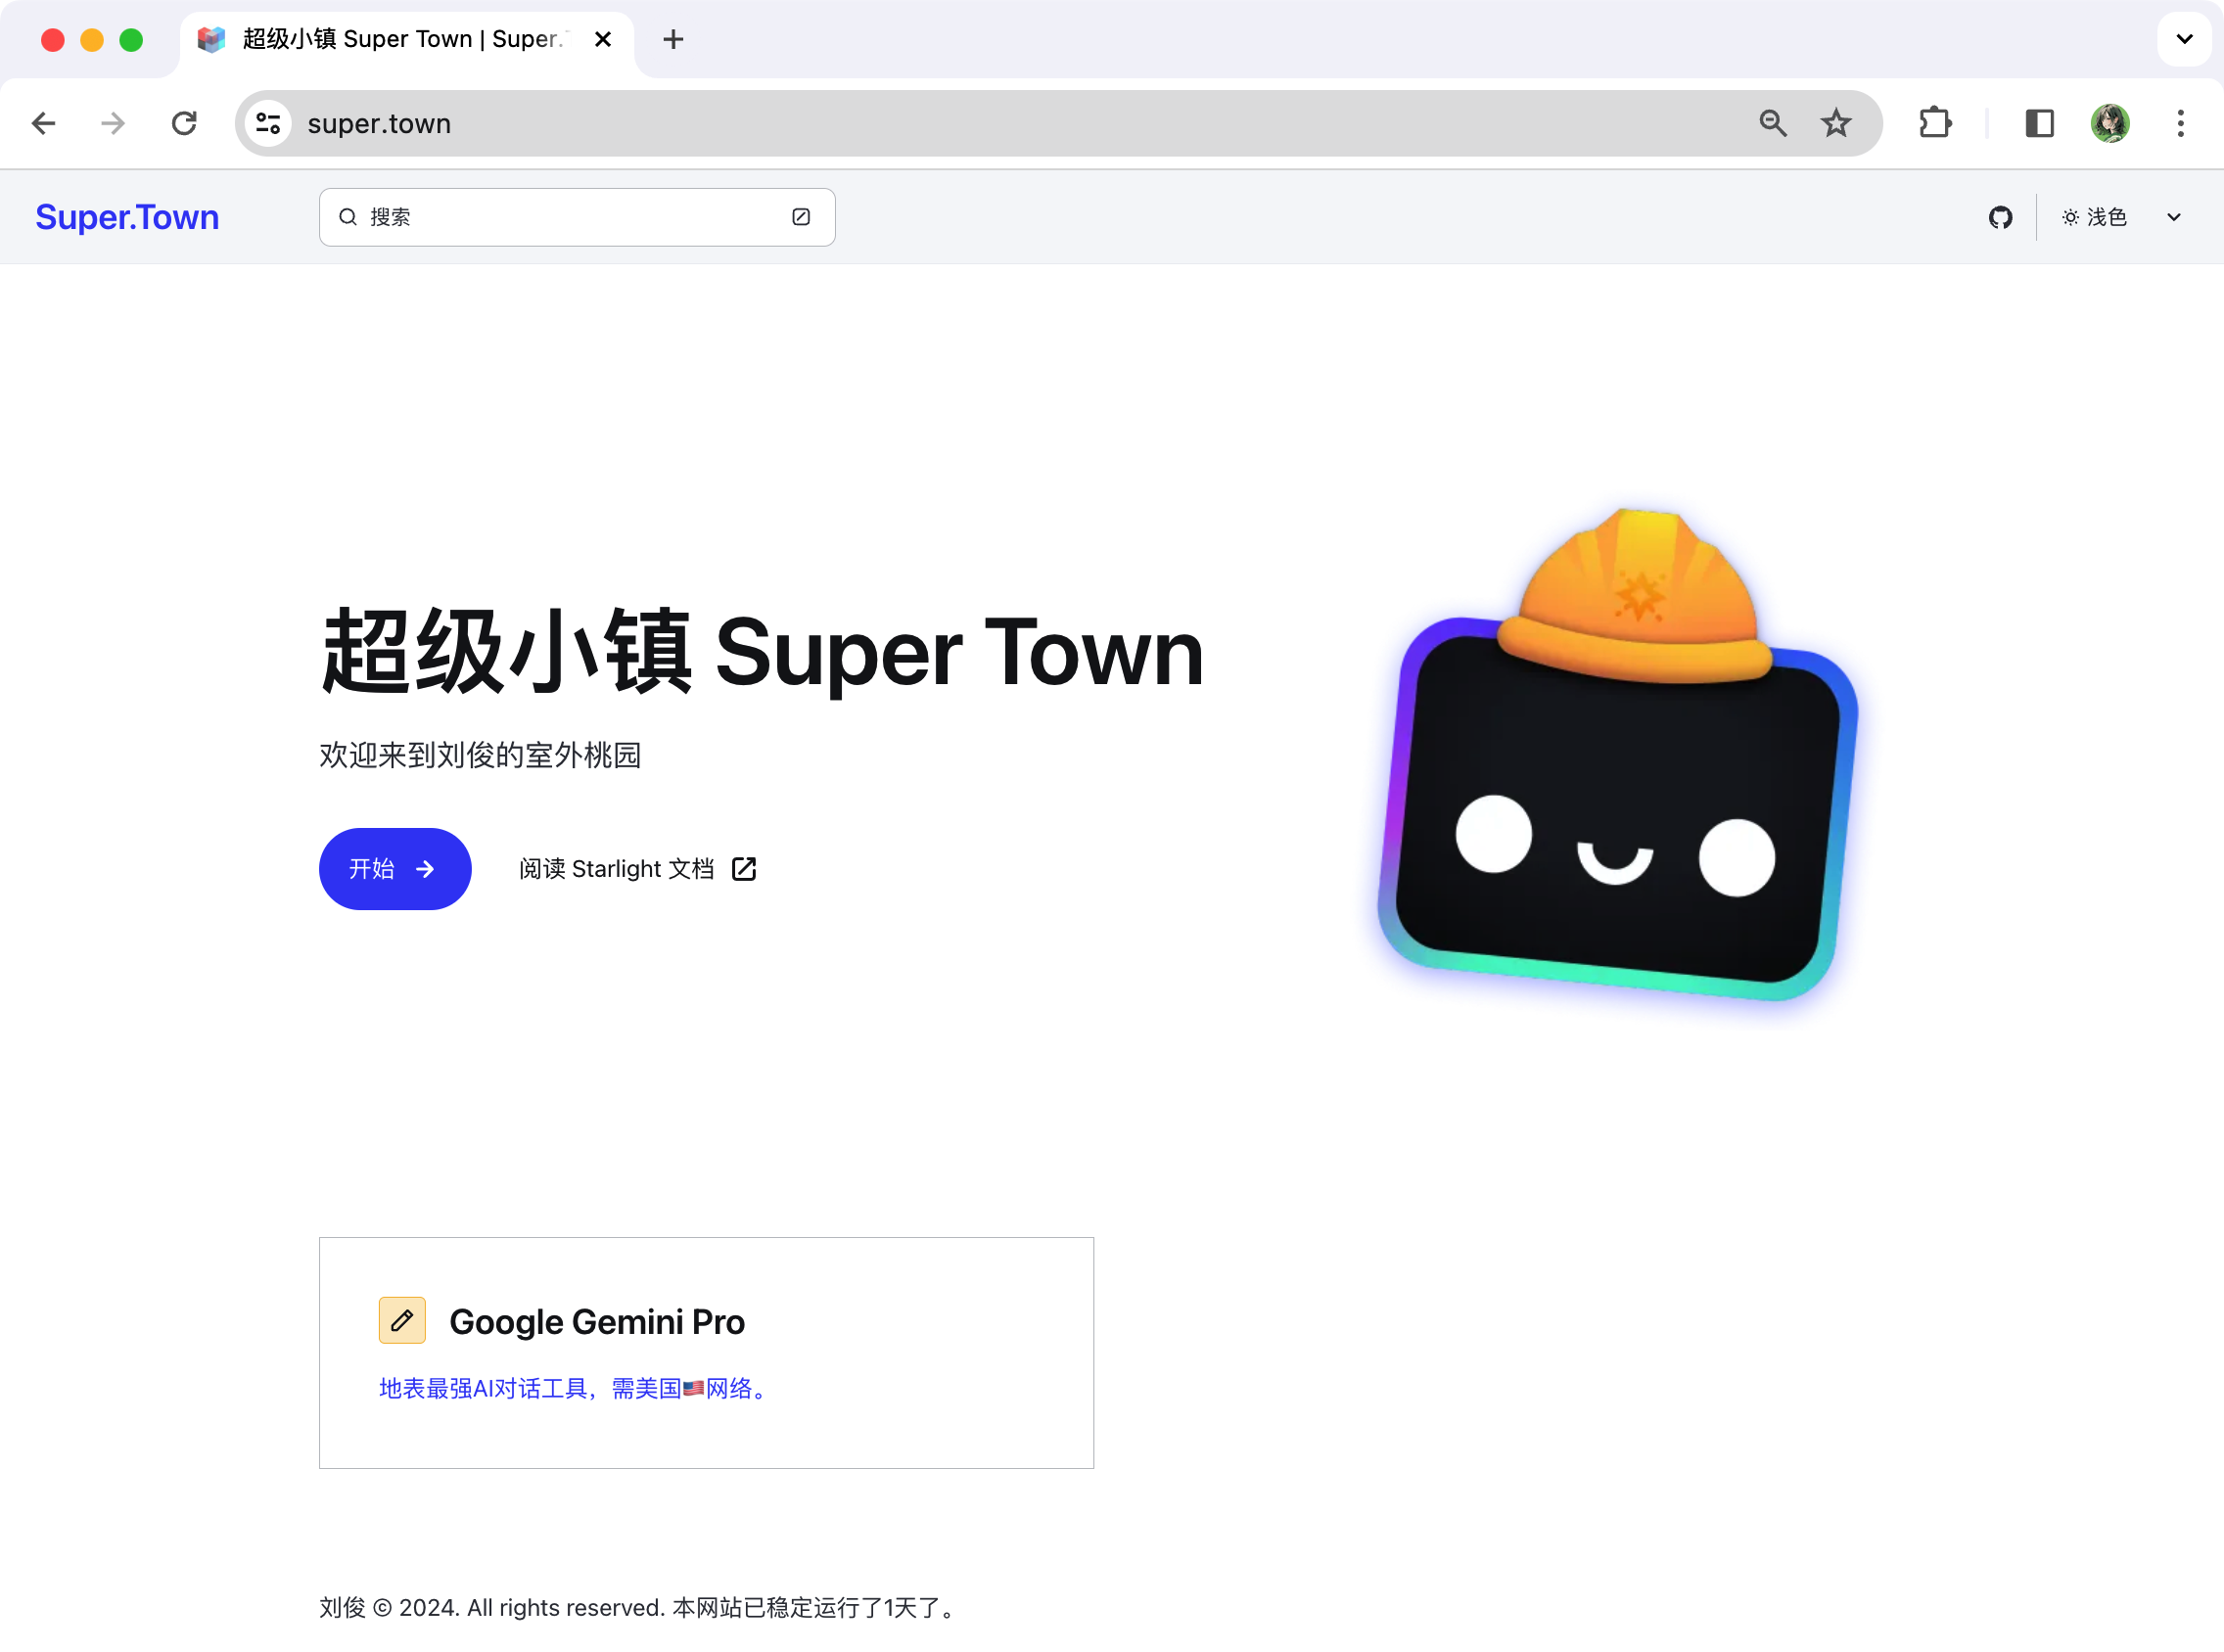 超级小镇 Super Town | Super.
super.town
Super.Town
搜索
浅色
超级小镇 Super Town
欢迎来到刘俊的室外桃园
开始
阅读 Starlight 文档
Google Gemini Pro
地表最强AI对话工具，需美国🇺🇸网络。
刘俊 © 2024. All rights reserved. 本网站已稳定运行了1天了。